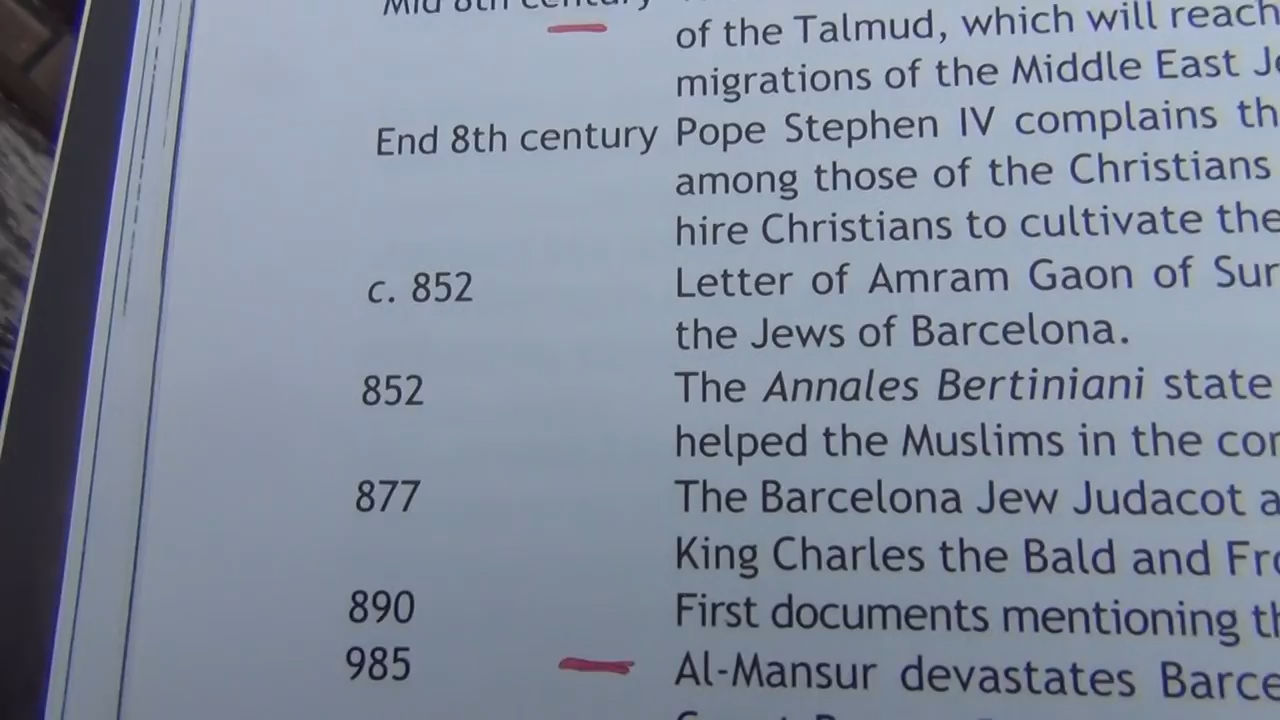 Mid 8th century
of the Talmud, which will reach
migrations of the Middle East
End 8th century Pope Stephen IV complains
among those of the Christians
hire Christians to cultivate the
c. 852 Letter of Amram Gaon of
the Jews of Barcelona.
852 The Annales Bertiniani state
helped the Muslims in the
877 The Barcelona Jew Judacot
King Charles the Bald and
890 First documents mentioning
985 Al-Mansur devastates